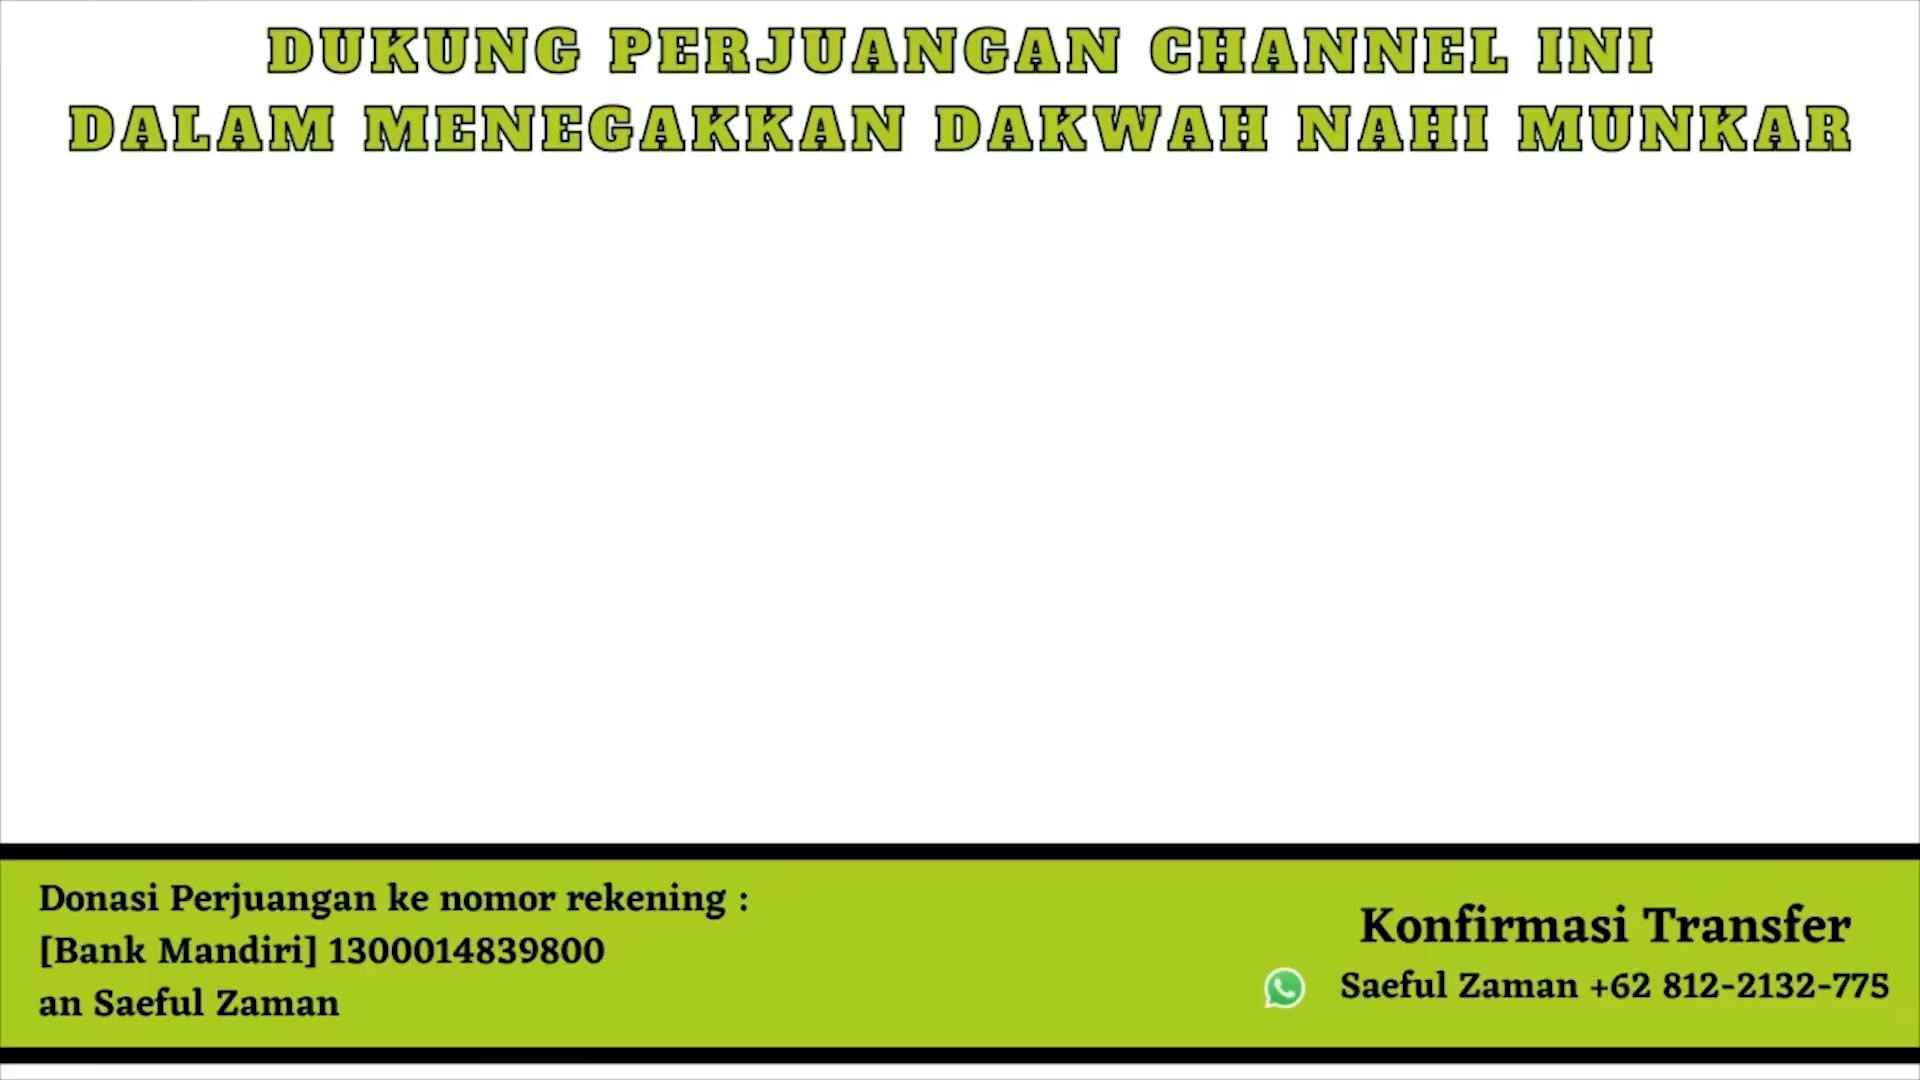 DUKUNG PERJUANGAN CHANNEL INI
DALAM MENEGAKKAN DAKWAH NAHI MUNKAR
Donasi Perjuangan ke nomor rekening :
[Bank Mandiri] 1300014839800
an Saeful Zaman
Konfirmasi Transfer
Saeful Zaman +62 812-2132-775